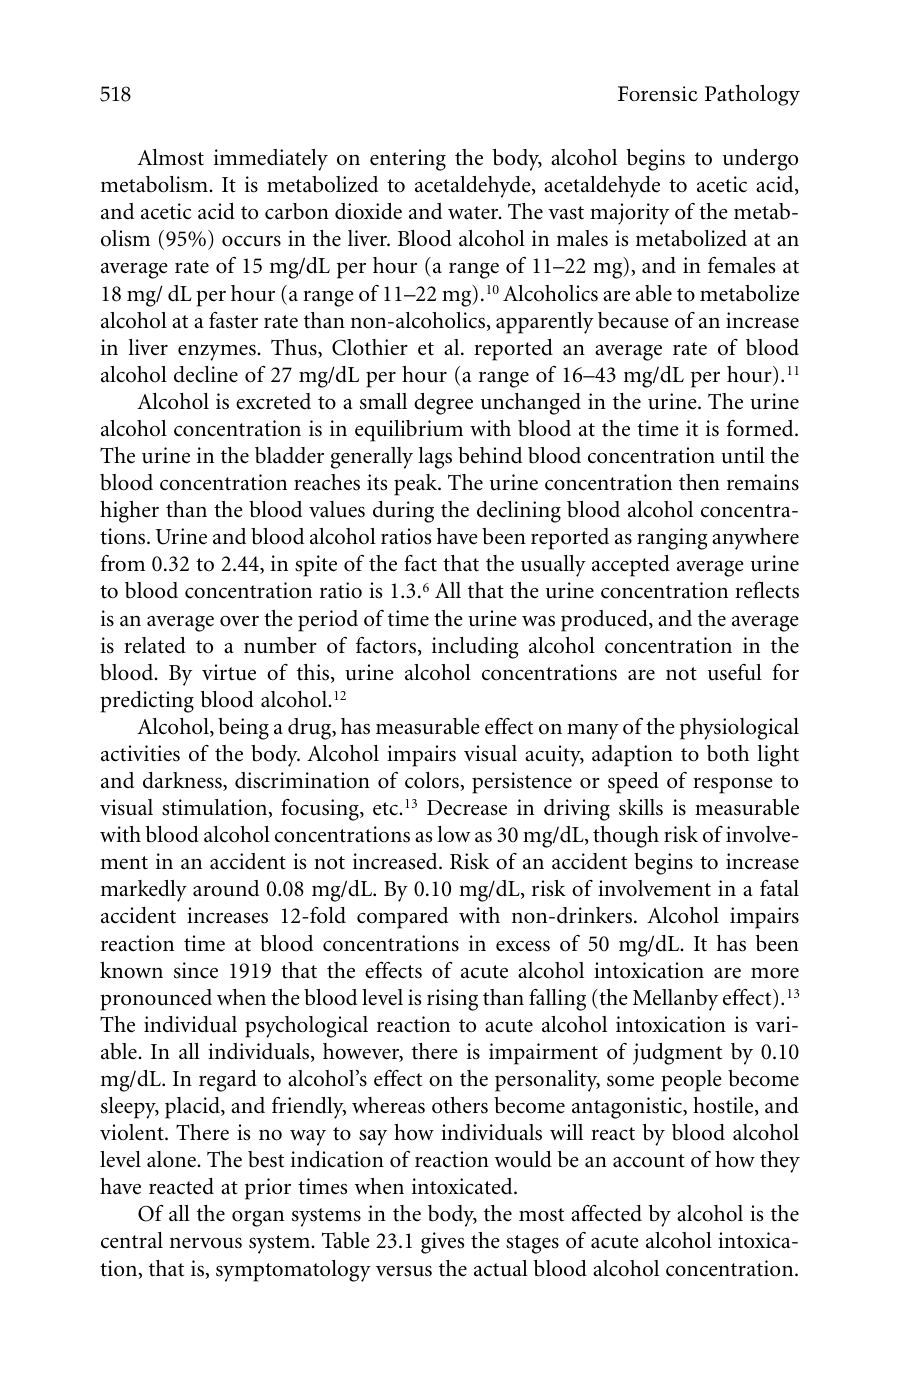 518 Forensic Pathology
Almost immediately on entering the body, alcohol begins to undergo
metabolism. It is metabolized to acetaldehyde, acetaldehyde to acetic acid,
and acetic acid to carbon dioxide and water. The vast majority of the metab-
olism (95%) occurs in the liver. Blood alcohol in males is metabolized at an
average rate of 15 mg/dL per hour (a range of 11–22 mg), and in females at
18 mg/ dL per hour (a range of 11–22 mg).¹⁰ Alcoholics are able to metabolize
alcohol at a faster rate than non-alcoholics, apparently because of an increase
in liver enzymes. Thus, Clothier et al. reported an average rate of blood
alcohol decline of 27 mg/dL per hour (a range of 16–43 mg/dL per hour).¹¹
Alcohol is excreted to a small degree unchanged in the urine. The urine
alcohol concentration is in equilibrium with blood at the time it is formed.
The urine in the bladder generally lags behind blood concentration until the
blood concentration reaches its peak. The urine concentration then remains
higher than the blood values during the declining blood alcohol concentra-
tions. Urine and blood alcohol ratios have been reported as ranging anywhere
from 0.32 to 2.44, in spite of the fact that the usually accepted average urine
to blood concentration ratio is 1.3.⁶ All that the urine concentration reflects
is an average over the period of time the urine was produced, and the average
is related to a number of factors, including alcohol concentration in the
blood. By virtue of this, urine alcohol concentrations are not useful for
predicting blood alcohol.¹²
Alcohol, being a drug, has measurable effect on many of the physiological
activities of the body. Alcohol impairs visual acuity, adaption to both light
and darkness, discrimination of colors, persistence or speed of response to
visual stimulation, focusing, etc.¹³ Decrease in driving skills is measurable
with blood alcohol concentrations as low as 30 mg/dL, though risk of involve-
ment in an accident is not increased. Risk of an accident begins to increase
markedly around 0.08 mg/dL. By 0.10 mg/dL, risk of involvement in a fatal
accident increases 12-fold compared with non-drinkers. Alcohol impairs
reaction time at blood concentrations in excess of 50 mg/dL. It has been
known since 1919 that the effects of acute alcohol intoxication are more
pronounced when the blood level is rising than falling (the Mellanby effect).¹³
The individual psychological reaction to acute alcohol intoxication is vari-
able. In all individuals, however, there is impairment of judgment by 0.10
mg/dL. In regard to alcohol’s effect on the personality, some people become
sleepy, placid, and friendly, whereas others become antagonistic, hostile, and
violent. There is no way to say how individuals will react by blood alcohol
level alone. The best indication of reaction would be an account of how they
have reacted at prior times when intoxicated.
Of all the organ systems in the body, the most affected by alcohol is the
central nervous system. Table 23.1 gives the stages of acute alcohol intoxica-
tion, that is, symptomatology versus the actual blood alcohol concentration.